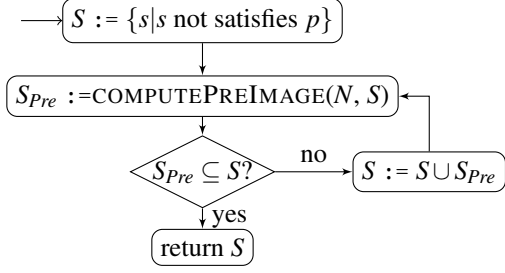 S := {s|s not satisfies p}
S_Pre :=COMPUTEPREIMAGE(N, S)
S_Pre ⊆ S?
no
S := S ∪ S_Pre
yes
return S